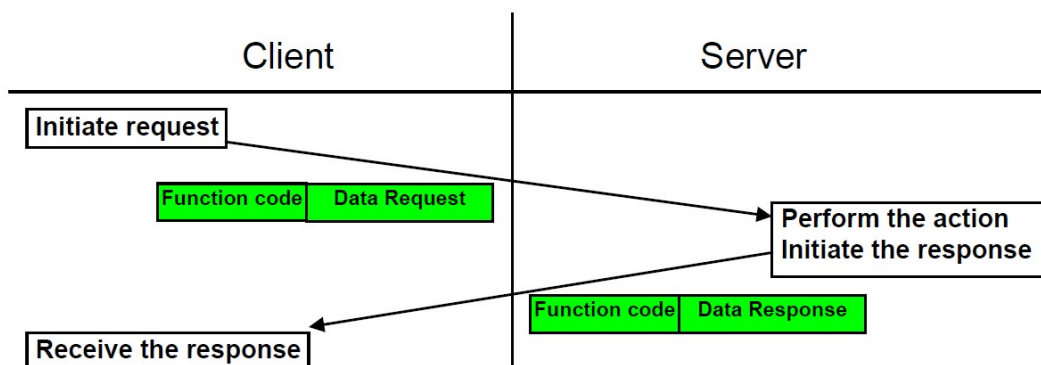 Client Server
Initiate request
Function code Data Request
Perform the action
Initiate the response
Function code Data Response
Receive the response